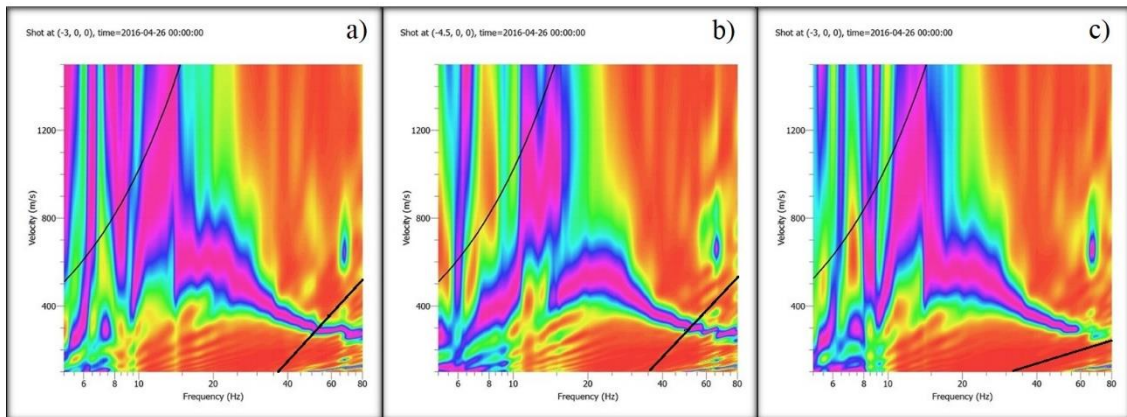 Shot at (-3, 0, 0), time=2016-04-26 00:00:00
a)
1200
800
400
Velocity (m/s)
6 8 10 20 40 60 80
Frequency (Hz)
Shot at (-4.5, 0, 0), time=2016-04-26 00:00:00
b)
1200
800
400
Velocity (m/s)
6 8 10 20 40 60 80
Frequency (Hz)
Shot at (-3, 0, 0), time=2016-04-26 00:00:00
c)
1200
800
400
Velocity (m/s)
6 8 10 20 40 60 80
Frequency (Hz)